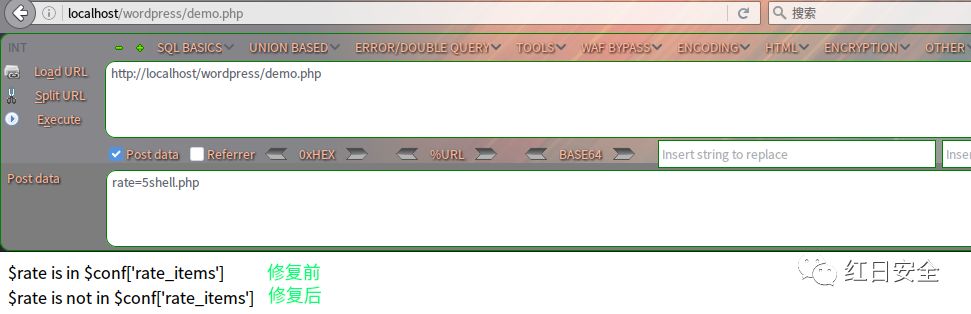 localhost/wordpress/demo.php 搜索
INT SQL BASICS UNION BASED ERROR/DOUBLE QUERY TOOLS WAF BYPASS ENCODING HTML ENCRYPTION OTHER
Load URL http://localhost/wordpress/demo.php
Split URL
Execute
Post data Referrer 0xHEX %URL BASE64 Insert string to replace Inser
Post data rate=5shell.php
$rate is in $conf['rate_items'] 修复前
$rate is not in $conf['rate_items'] 修复后
红日安全